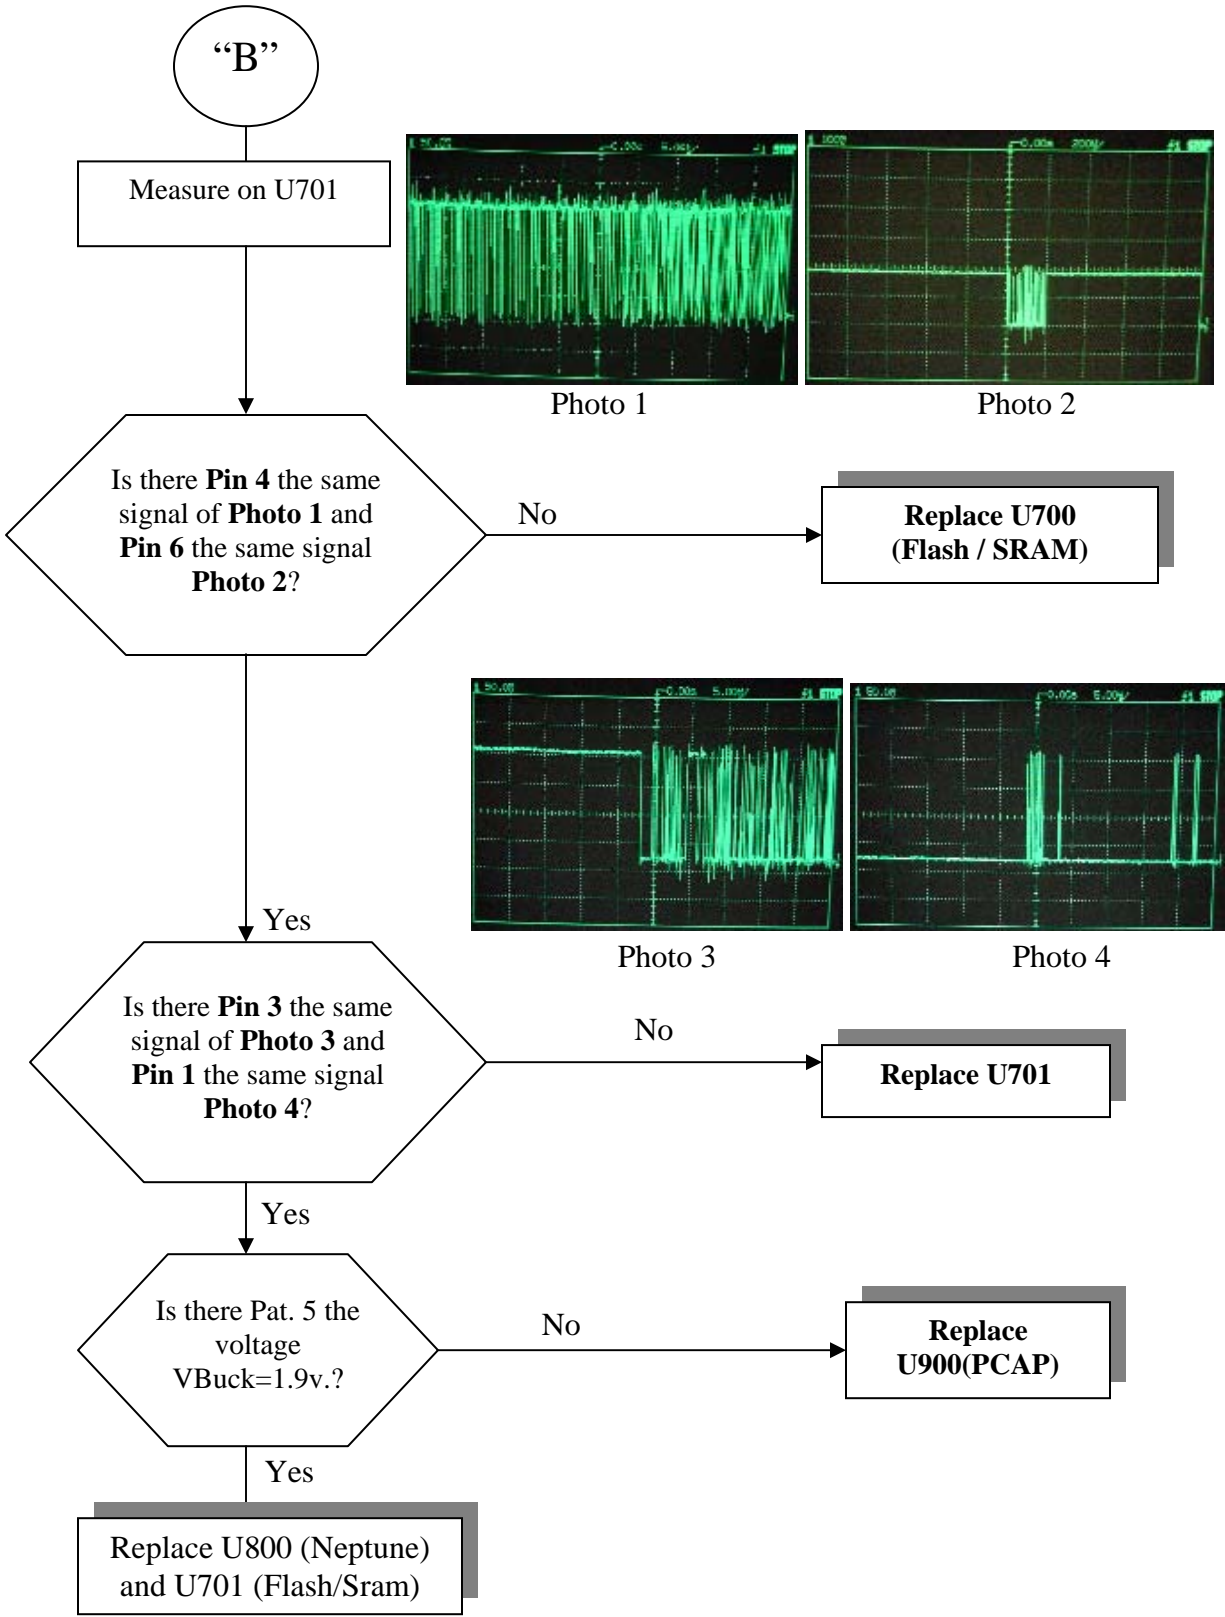 “B”
Measure on U701
Photo 1
Photo 2
Is there Pin 4 the same
signal of Photo 1 and
Pin 6 the same signal
Photo 2?
No
Replace U700
(Flash / SRAM)
Photo 3
Photo 4
Yes
Is there Pin 3 the same
signal of Photo 3 and
Pin 1 the same signal
Photo 4?
No
Replace U701
Yes
Is there Pat. 5 the
voltage
VBuck=1.9v.?
No
Replace
U900(PCAP)
Yes
Replace U800 (Neptune)
and U701 (Flash/Sram)